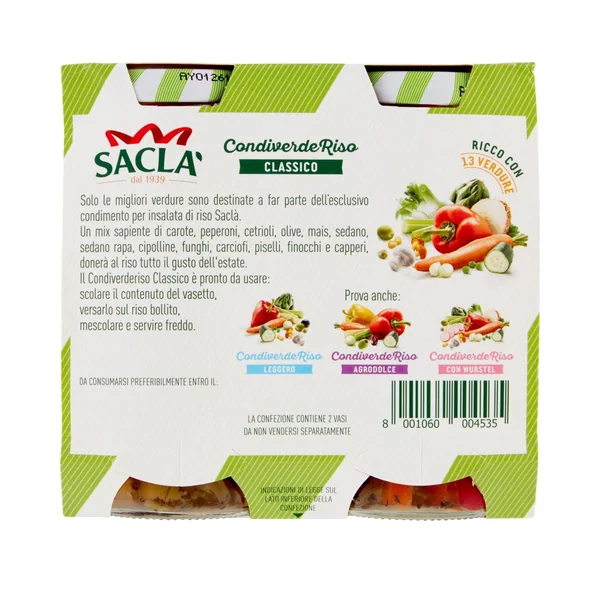 AY01261
SACLÀ
dal 1939
CondiverdeRiso
CLASSICO
RICCO CON
13 VERDURE
Solo le migliori verdure sono destinate a far parte dell'esclusivo
condimento per insalata di riso Saclà.
Un mix sapiente di carote, peperoni, cetrioli, olive, mais, sedano,
sedano rapa, cipolline, funghi, carciofi, piselli, finocchi e capperi,
donerà al riso tutto il gusto dell'estate.
Il Condiverderiso Classico è pronto da usare:
scolare il contenuto del vasetto,
versarlo sul riso bollito,
mescolare e servire freddo.
Prova anche:
CondiverdeRiso
LEGGERO
CondiverdeRiso
AGRODOLCE
CondiverdeRiso
CON WURSTEL
DA CONSUMARSI PREFERIBILMENTE ENTRO IL:
LA CONFEZIONE CONTIENE 2 VASI
DA NON VENDERSI SEPARATAMENTE
8 001060 004535
INDICAZIONI DI LEGGE SUL
LATO INFERIORE DELLA
CONFEZIONE